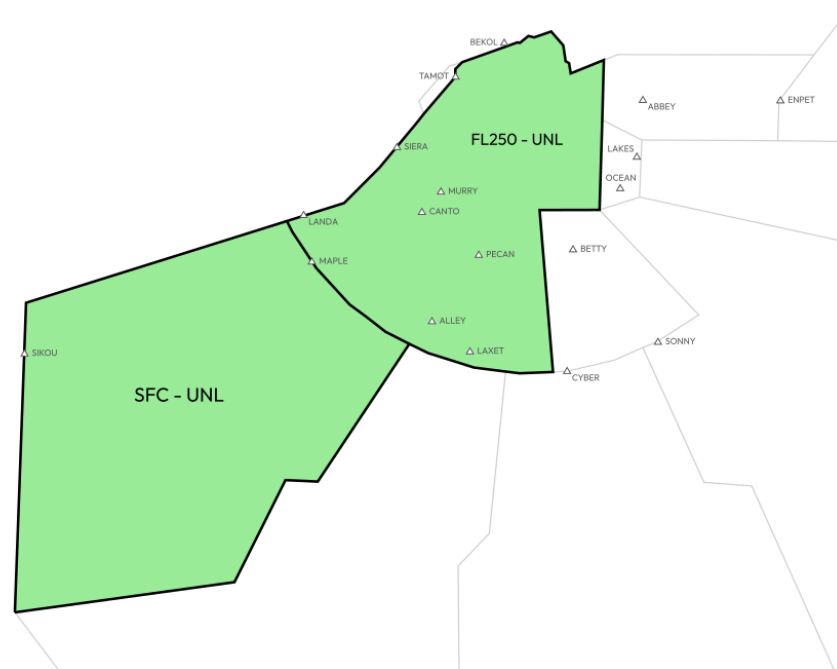 BEKOL
TAMOT
ABBEY
ENPET
FL250 - UNL
SIERA
LAKES
OCEAN
MURRY
CANTO
LANDA
BETTY
PECAN
MAPLE
ALLEY
SONNY
LAXET
SIKOU
CYBER
SFC - UNL